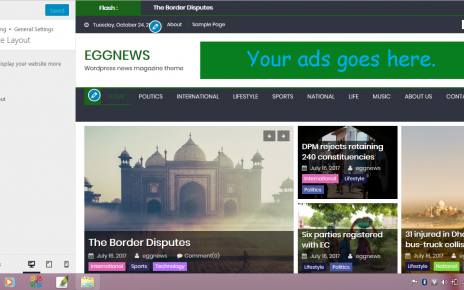 Saved
ng › General Settings
e Layout
display your website more
out
Flash :
The Border Disputes
Tuesday, October 24, 2
About
Sample Page
EGGNEWS
Wordpress news magazine theme
Your ads goes here.
POLITICS
INTERNATIONAL
LIFESTYLE
SPORTS
NATIONAL
LIFE
MUSIC
ABOUT US
CONTA
The Border Disputes
July 16, 2017 eggnews Comment(0)
International Sports Technology
DPM rejects retaining
240 constituencies
July 16, 2017 eggnews
International Lifestyle
Politics
Six parties registered
with EC
July 16, 2017 eggnews
Lifestyle Politics
31 injured in Dha
bus-truck collisi
July 16, 2017
Lifestyle National